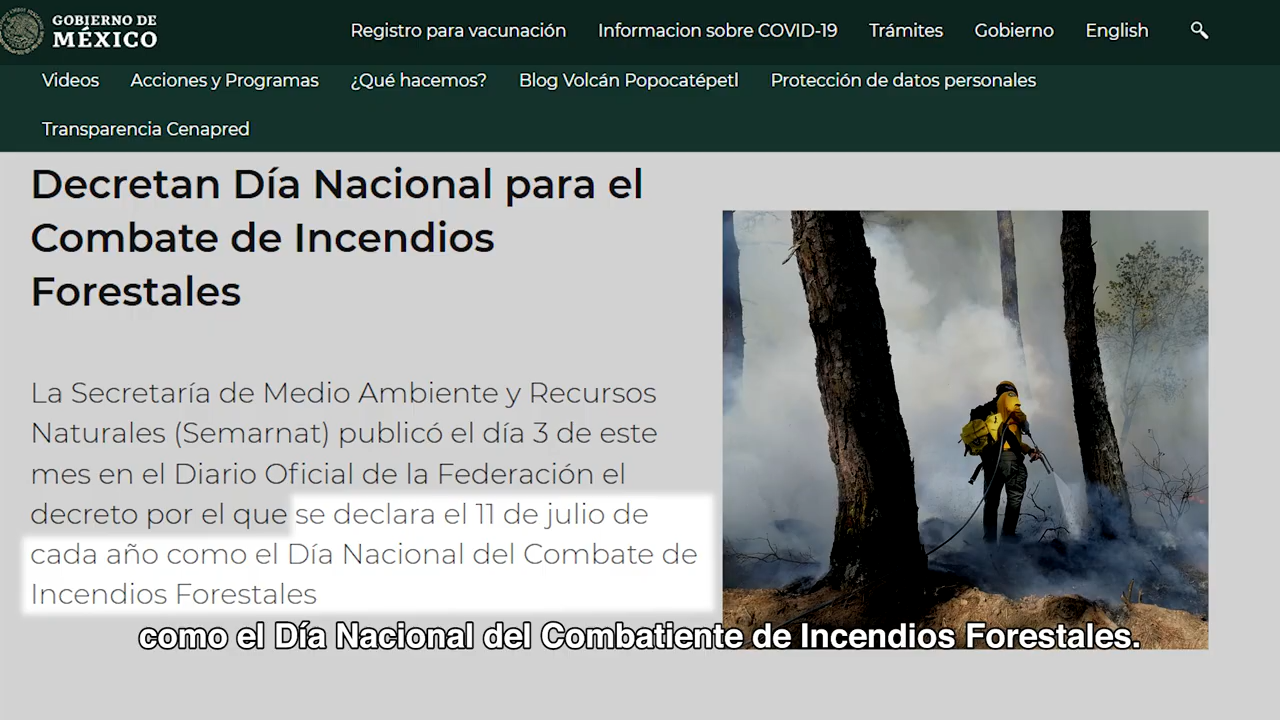 GOBIERNO DE
MÉXICO
Registro para vacunación Informacion sobre COVID-19 Trámites Gobierno English
Videos Acciones y Programas ¿Qué hacemos? Blog Volcán Popocatépetl Protección de datos personales
Transparencia Cenapred
Decretan Día Nacional para el
Combate de Incendios
Forestales
La Secretaría de Medio Ambiente y Recursos
Naturales (Semarnat) publicó el día 3 de este
mes en el Diario Oficial de la Federación el
decreto por el que se declara el 11 de julio de
cada año como el Día Nacional del Combate de
Incendios Forestales
como el Día Nacional del Combatiente de Incendios Forestales.